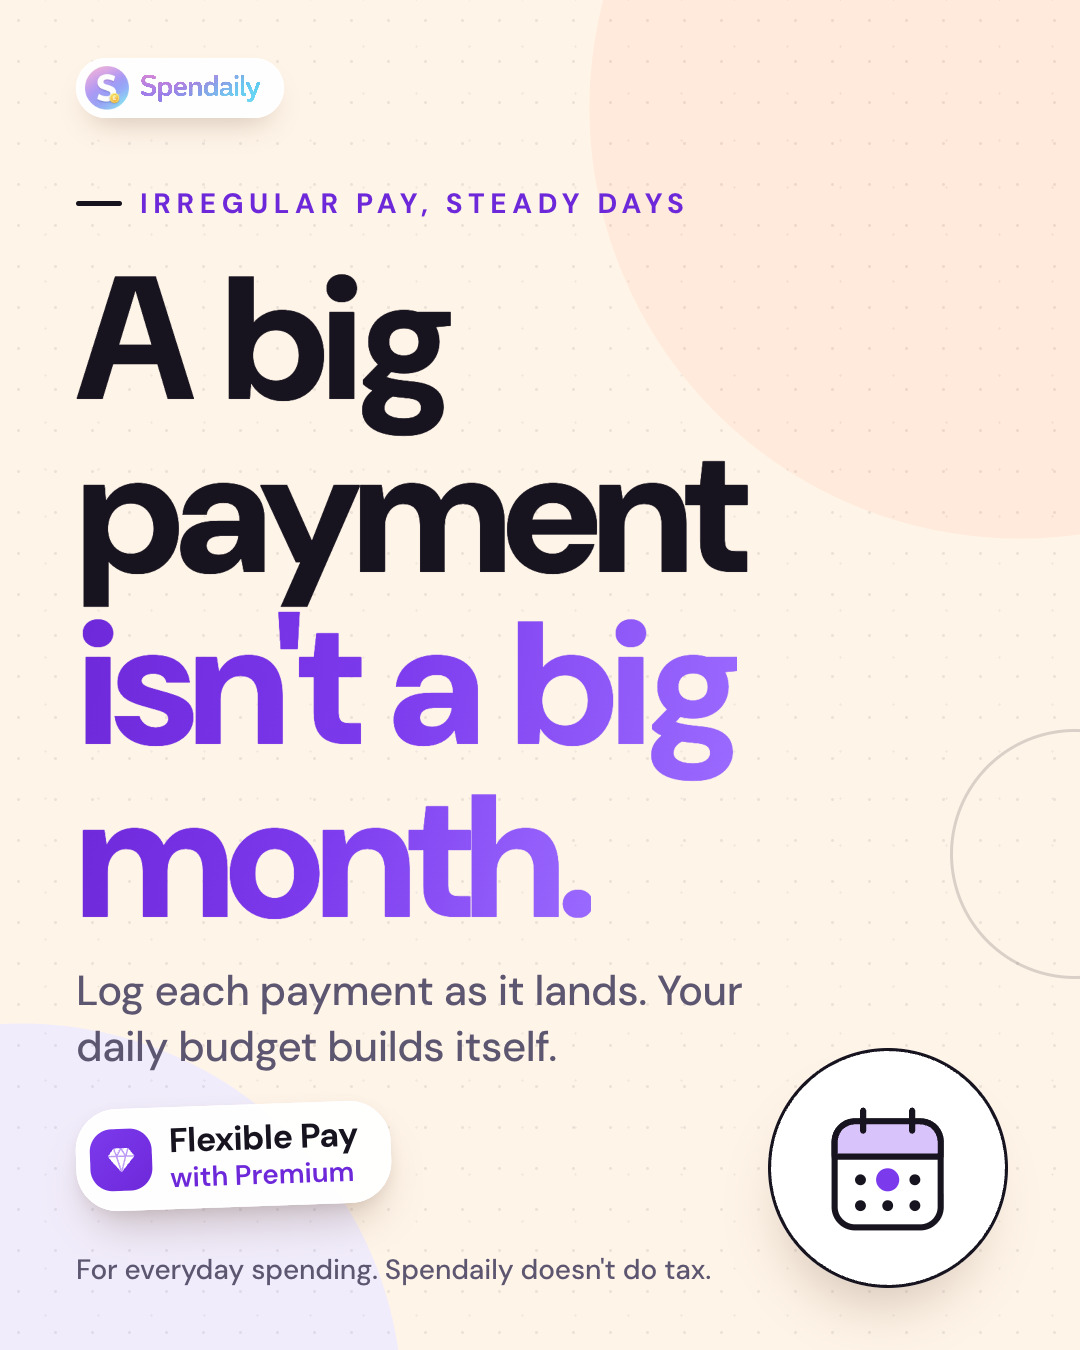 Spendaily
IRREGULAR PAY, STEADY DAYS
A big
payment
isn't a big
month.
Log each payment as it lands. Your
daily budget builds itself.
Flexible Pay
with Premium
For everyday spending. Spendaily doesn't do tax.